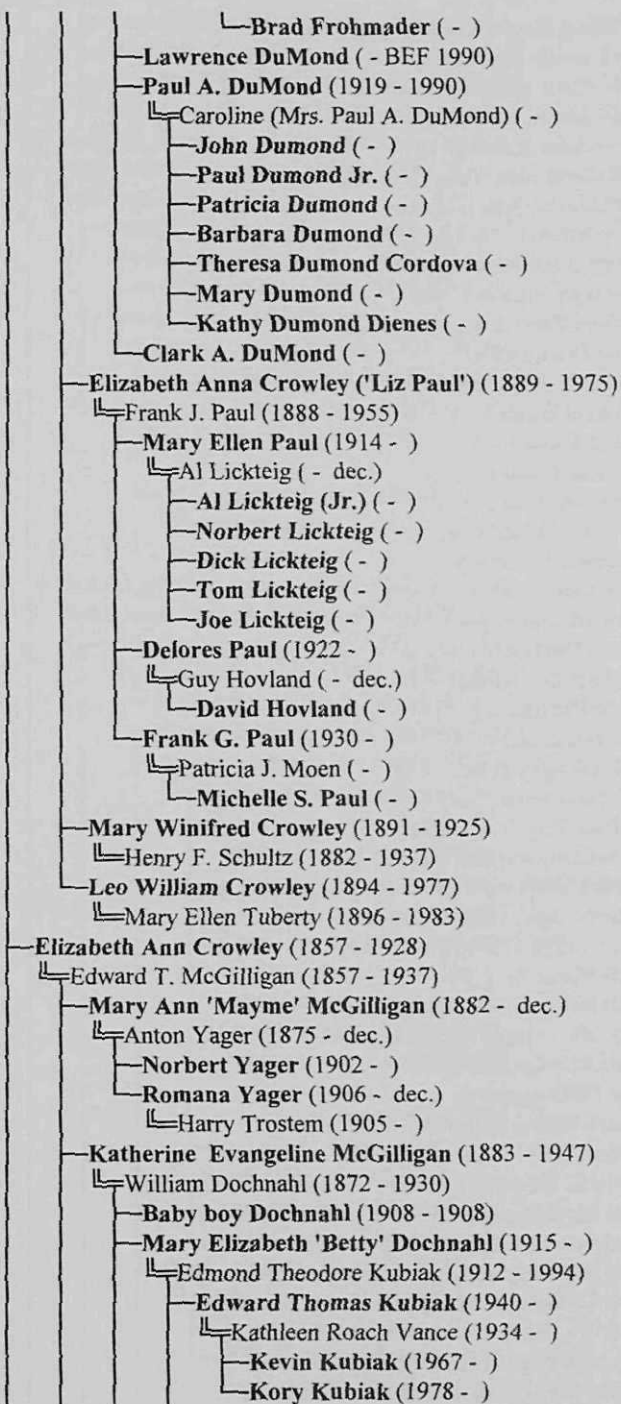 Brad Frohmader ( - )
Lawrence DuMond ( - BEF 1990)
Paul A. DuMond (1919 - 1990)
Caroline (Mrs. Paul A. DuMond) ( - )
John Dumond ( - )
Paul Dumond Jr. ( - )
Patricia Dumond ( - )
Barbara Dumond ( - )
Theresa Dumond Cordova ( - )
Mary Dumond ( - )
Kathy Dumond Dienes ( - )
Clark A. DuMond ( - )
Elizabeth Anna Crowley ('Liz Paul') (1889 - 1975)
Frank J. Paul (1888 - 1955)
Mary Ellen Paul (1914 - )
Al Lickteig ( - dec.)
Al Lickteig (Jr.) ( - )
Norbert Lickteig ( - )
Dick Lickteig ( - )
Tom Lickteig ( - )
Joe Lickteig ( - )
Delores Paul (1922 - )
Guy Hovland ( - dec.)
David Hovland ( - )
Frank G. Paul (1930 - )
Patricia J. Moen ( - )
Michelle S. Paul ( - )
Mary Winifred Crowley (1891 - 1925)
Henry F. Schultz (1882 - 1937)
Leo William Crowley (1894 - 1977)
Mary Ellen Tuberty (1896 - 1983)
Elizabeth Ann Crowley (1857 - 1928)
Edward T. McGilligan (1857 - 1937)
Mary Ann 'Mayme' McGilligan (1882 - dec.)
Anton Yager (1875 - dec.)
Norbert Yager (1902 - )
Romana Yager (1906 - dec.)
Harry Trostem (1905 - )
Katherine Evangeline McGilligan (1883 - 1947)
William Dochnahl (1872 - 1930)
Baby boy Dochnahl (1908 - 1908)
Mary Elizabeth 'Betty' Dochnahl (1915 - )
Edmond Theodore Kubiak (1912 - 1994)
Edward Thomas Kubiak (1940 - )
Kathleen Roach Vance (1934 - )
Kevin Kubiak (1967 - )
Kory Kubiak (1978 - )